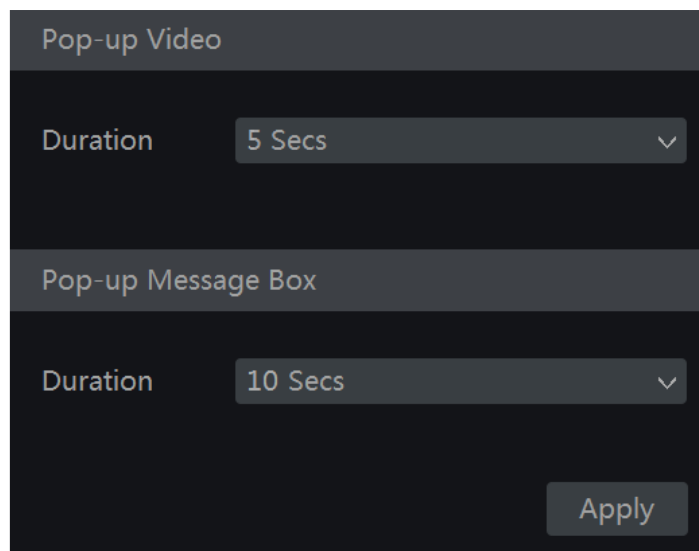 Pop-up Video
Duration 5 Secs
Pop-up Message Box
Duration 10 Secs
Apply